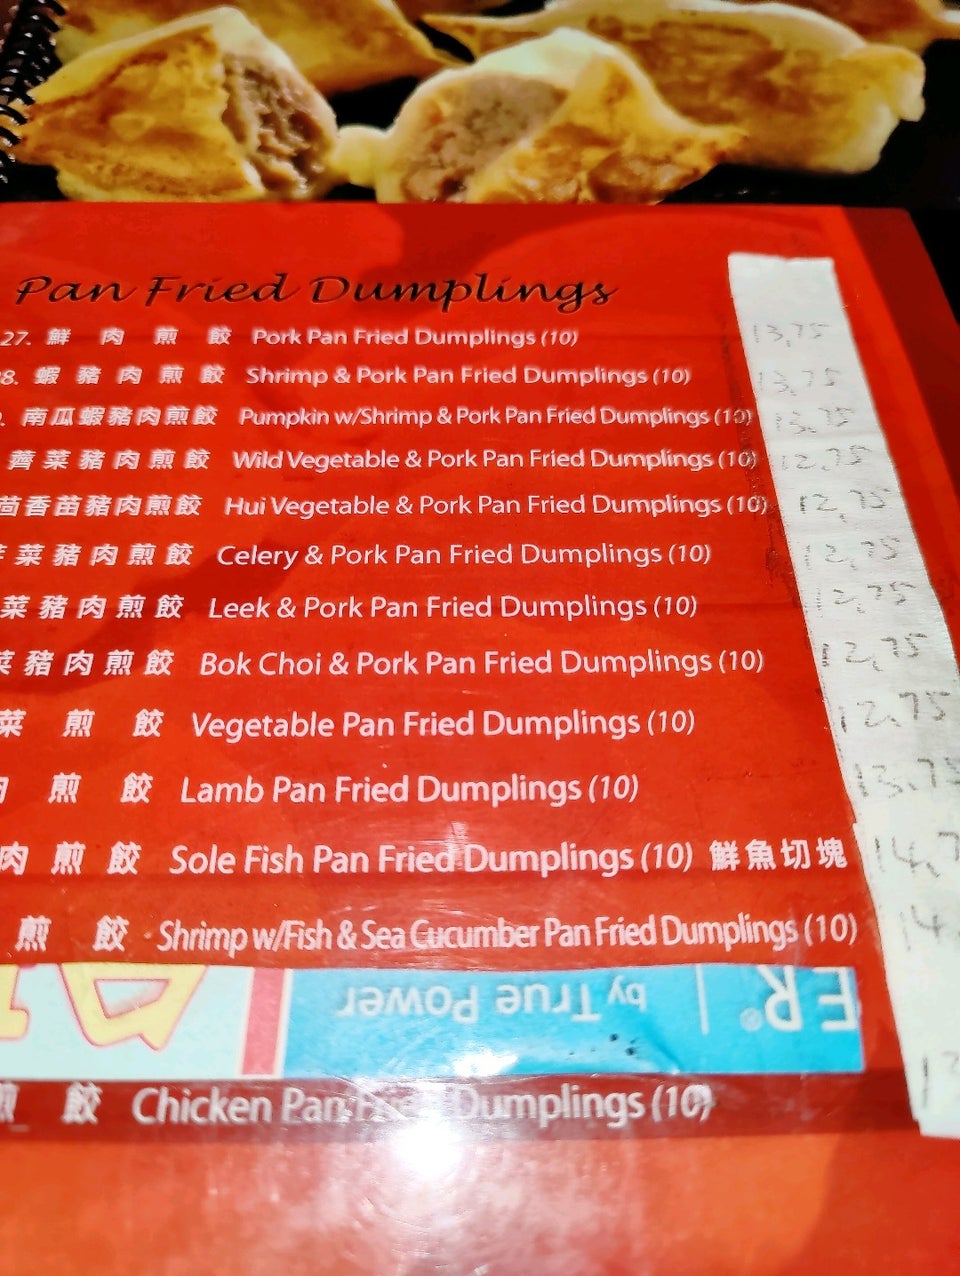 Pan Fried Dumplings
27. 鮮肉煎餃 Pork Pan Fried Dumplings (10) 13.75
8. 蝦豬肉煎餃 Shrimp & Pork Pan Fried Dumplings (10) 13.75
南瓜蝦豬肉煎餃 Pumpkin w/Shrimp & Pork Pan Fried Dumplings (10) 13.75
薺菜豬肉煎餃 Wild Vegetable & Pork Pan Fried Dumplings (10) 12.75
茴香苗豬肉煎餃 Hui Vegetable & Pork Pan Fried Dumplings (10) 12.75
菜豬肉煎餃 Celery & Pork Pan Fried Dumplings (10) 12.75
菜豬肉煎餃 Leek & Pork Pan Fried Dumplings (10) 12.75
菜豬肉煎餃 Bok Choi & Pork Pan Fried Dumplings (10) 12.75
菜煎餃 Vegetable Pan Fried Dumplings (10) 12.75
肉煎餃 Lamb Pan Fried Dumplings (10) 13.75
肉煎餃 Sole Fish Pan Fried Dumplings (10) 鮮魚切塊 14.7
煎餃 Shrimp w/Fish & Sea Cucumber Pan Fried Dumplings (10) 14.
ER® | by True Power
煎餃 Chicken Pan Fried Dumplings (10)